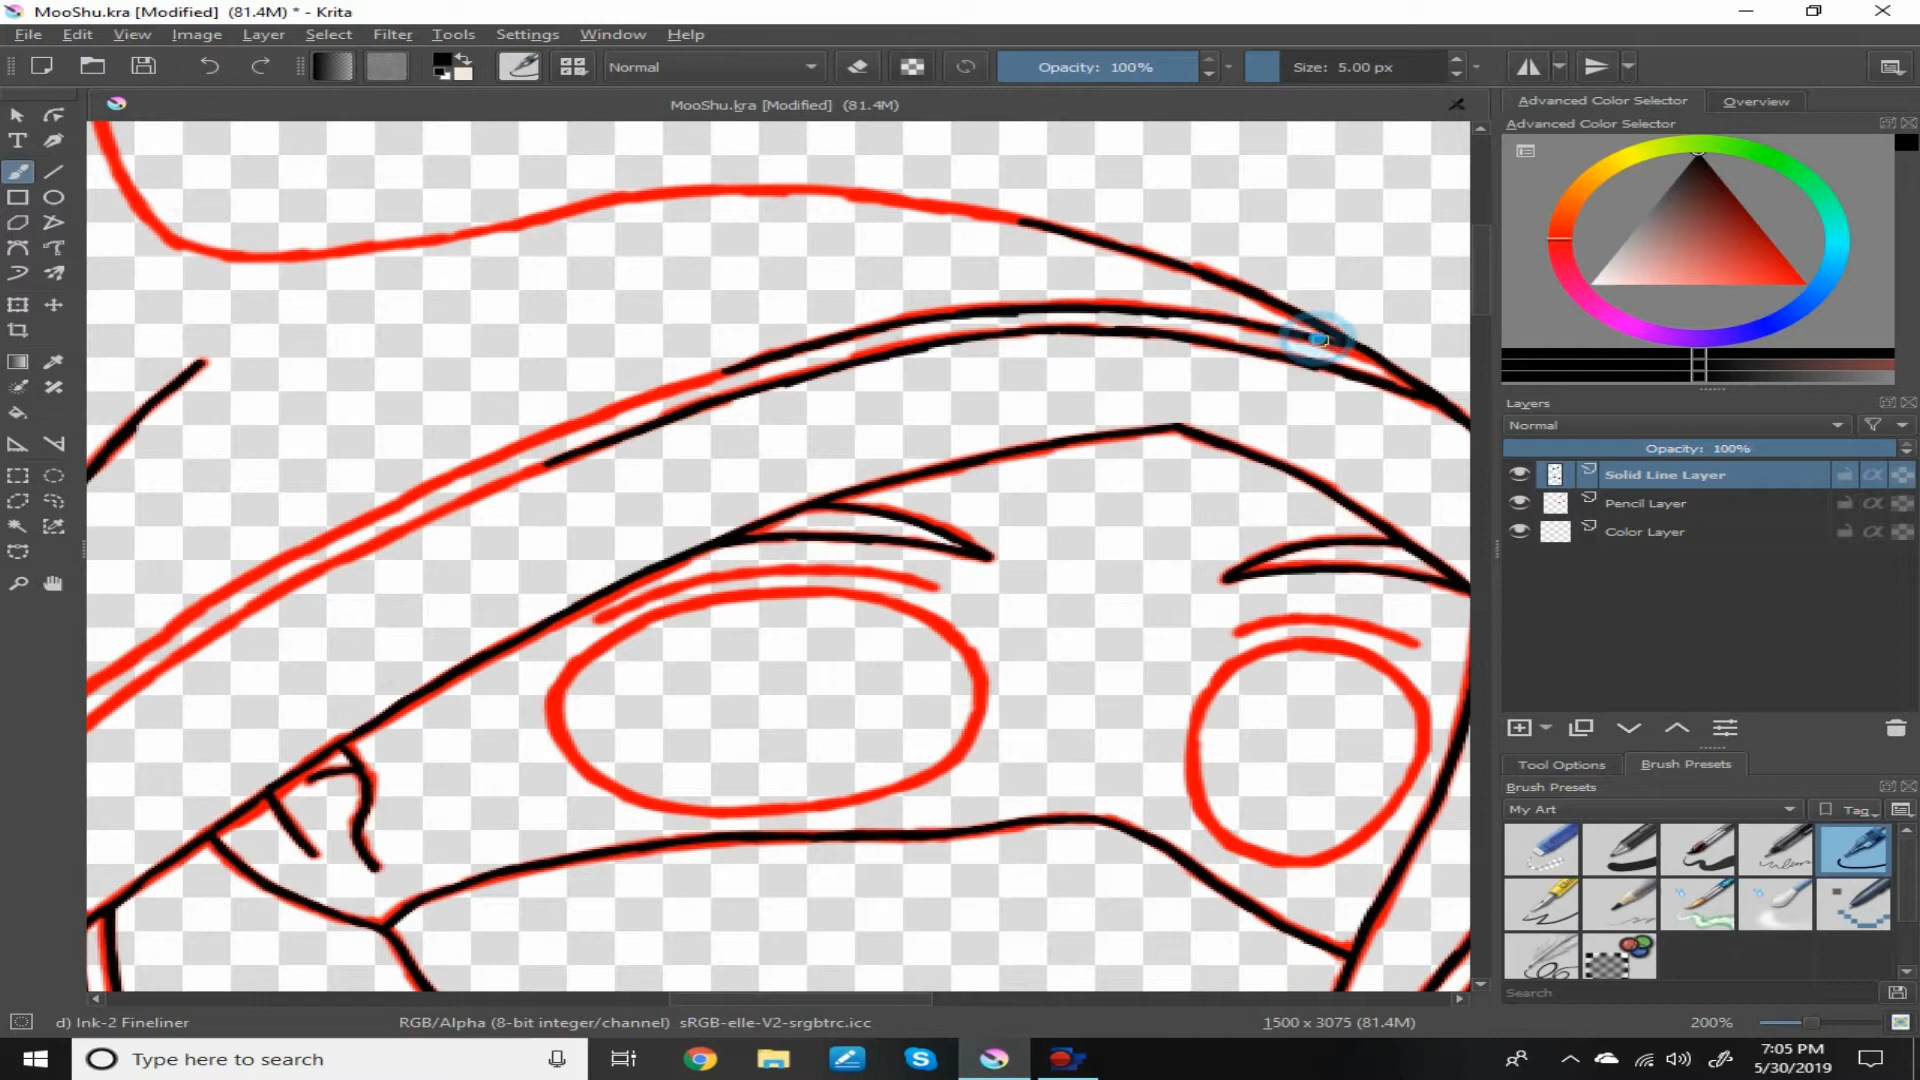 MooShu.kra [Modified] (81.4M) * - Krita
File Edit View Image Layer Filter Tools Settings Window Help
Normal
Opacity: 100%
Size: 5.00 px
MooShu.kra [Modified] (81.4M)
Advanced Color Selector
Overview
Advanced Color Selector
Layers
Normal
Opacity: 100%
Solid Line Layer
Pencil Layer
Color Layer
Tool Options
Brush Presets
Brush Presets
My Art
Tag
Search
d) Ink-2 Fineliner
RGB/Alpha (8-bit integer/channel) sRGB-elle-V2-srgbtrc.icc
1500 x 3075 (81.4M)
200%
Type here to search
7:05 PM
5/30/2019